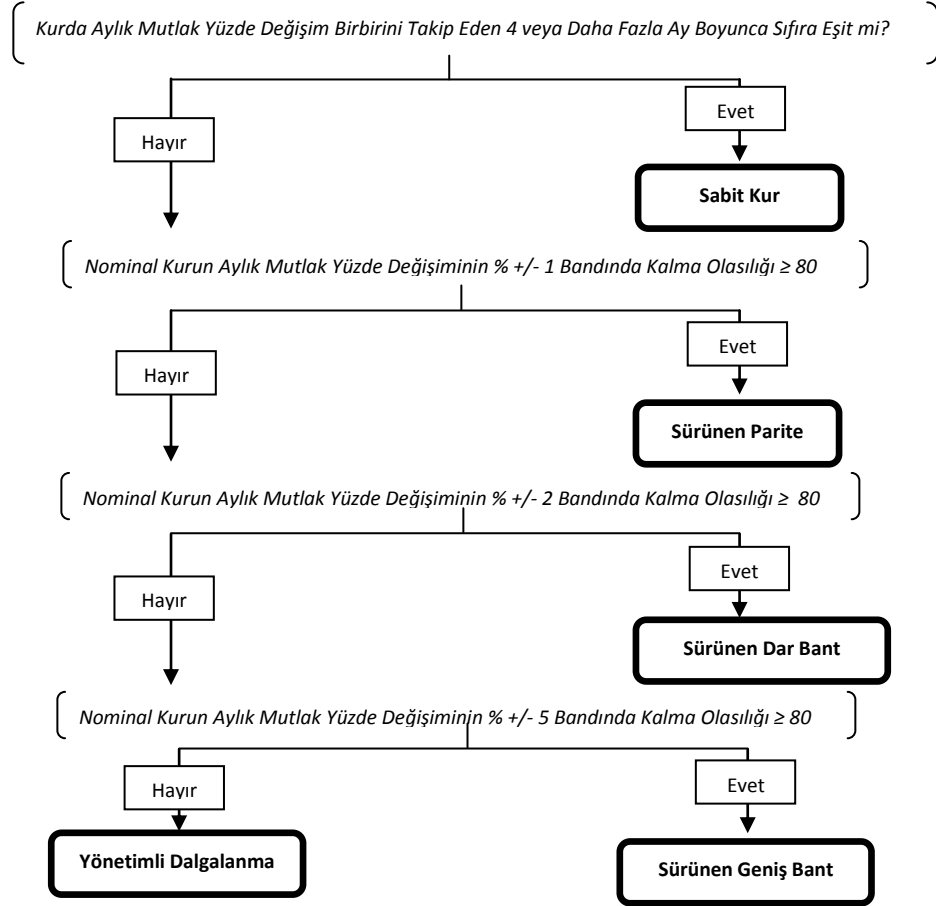 Kurda Aylık Mutlak Yüzde Değişim Birbirini Takip Eden 4 veya Daha Fazla Ay Boyunca Sıfıra Eşit mi?
Evet
Hayır
Sabit Kur
Nominal Kurun Aylık Mutlak Yüzde Değişiminin % +/- 1 Bandında Kalma Olasılığı ≥ 80
Evet
Hayır
Sürünen Parite
Nominal Kurun Aylık Mutlak Yüzde Değişiminin % +/- 2 Bandında Kalma Olasılığı ≥ 80
Evet
Hayır
Sürünen Dar Bant
Nominal Kurun Aylık Mutlak Yüzde Değişiminin % +/- 5 Bandında Kalma Olasılığı ≥ 80
Hayır
Evet
Yönetimli Dalgalanma
Sürünen Geniş Bant